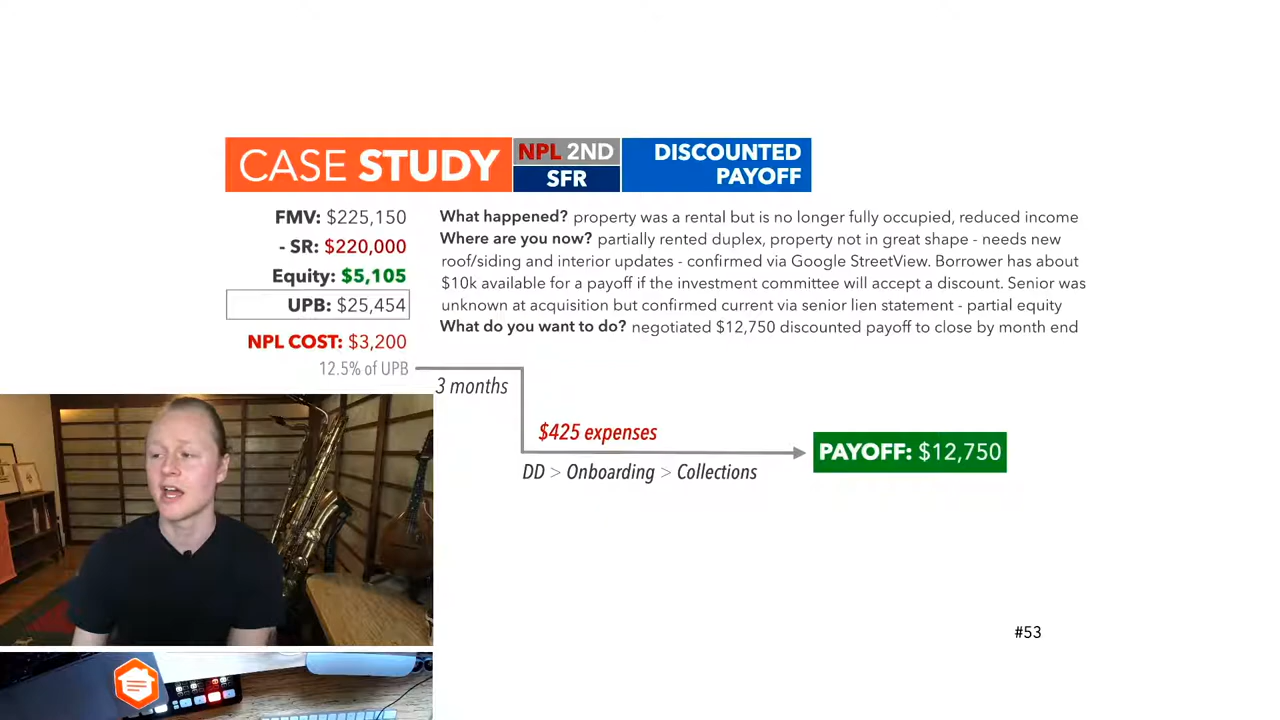 CASE STUDY
NPL 2ND
SFR
DISCOUNTED
PAYOFF
FMV: $225,150
- SR: $220,000
Equity: $5,105
UPB: $25,454
NPL COST: $3,200
12.5% of UPB
What happened? property was a rental but is no longer fully occupied, reduced income
Where are you now? partially rented duplex, property not in great shape - needs new
roof/siding and interior updates - confirmed via Google StreetView. Borrower has about
$10k available for a payoff if the investment committee will accept a discount. Senior was
unknown at acquisition but confirmed current via senior lien statement - partial equity
What do you want to do? negotiated $12,750 discounted payoff to close by month end
3 months
$425 expenses
DD > Onboarding > Collections
PAYOFF: $12,750
#53